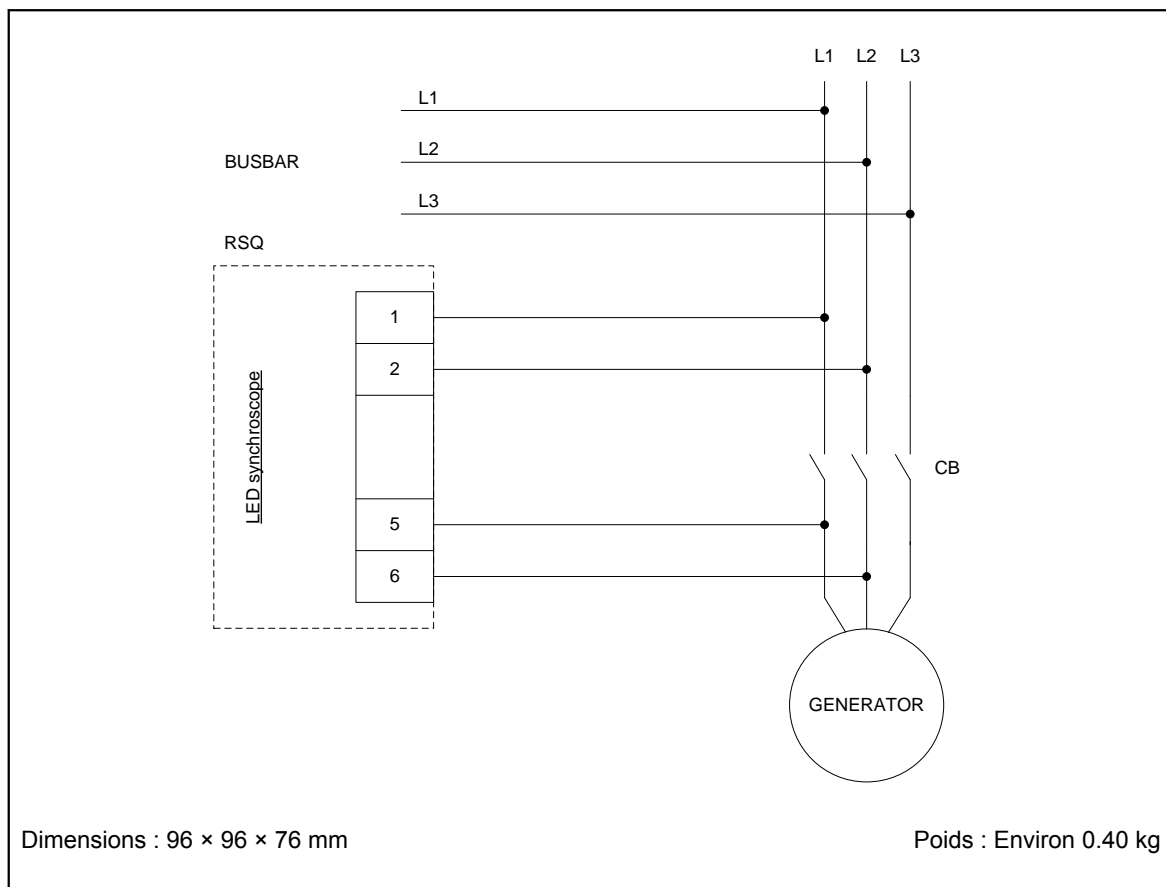 L1 L2 L3
L1
L2
BUSBAR
L3
RSQ
1
2
LED synchroscope
CB
5
6
GENERATOR
Dimensions : 96 × 96 × 76 mm
Poids : Environ 0.40 kg